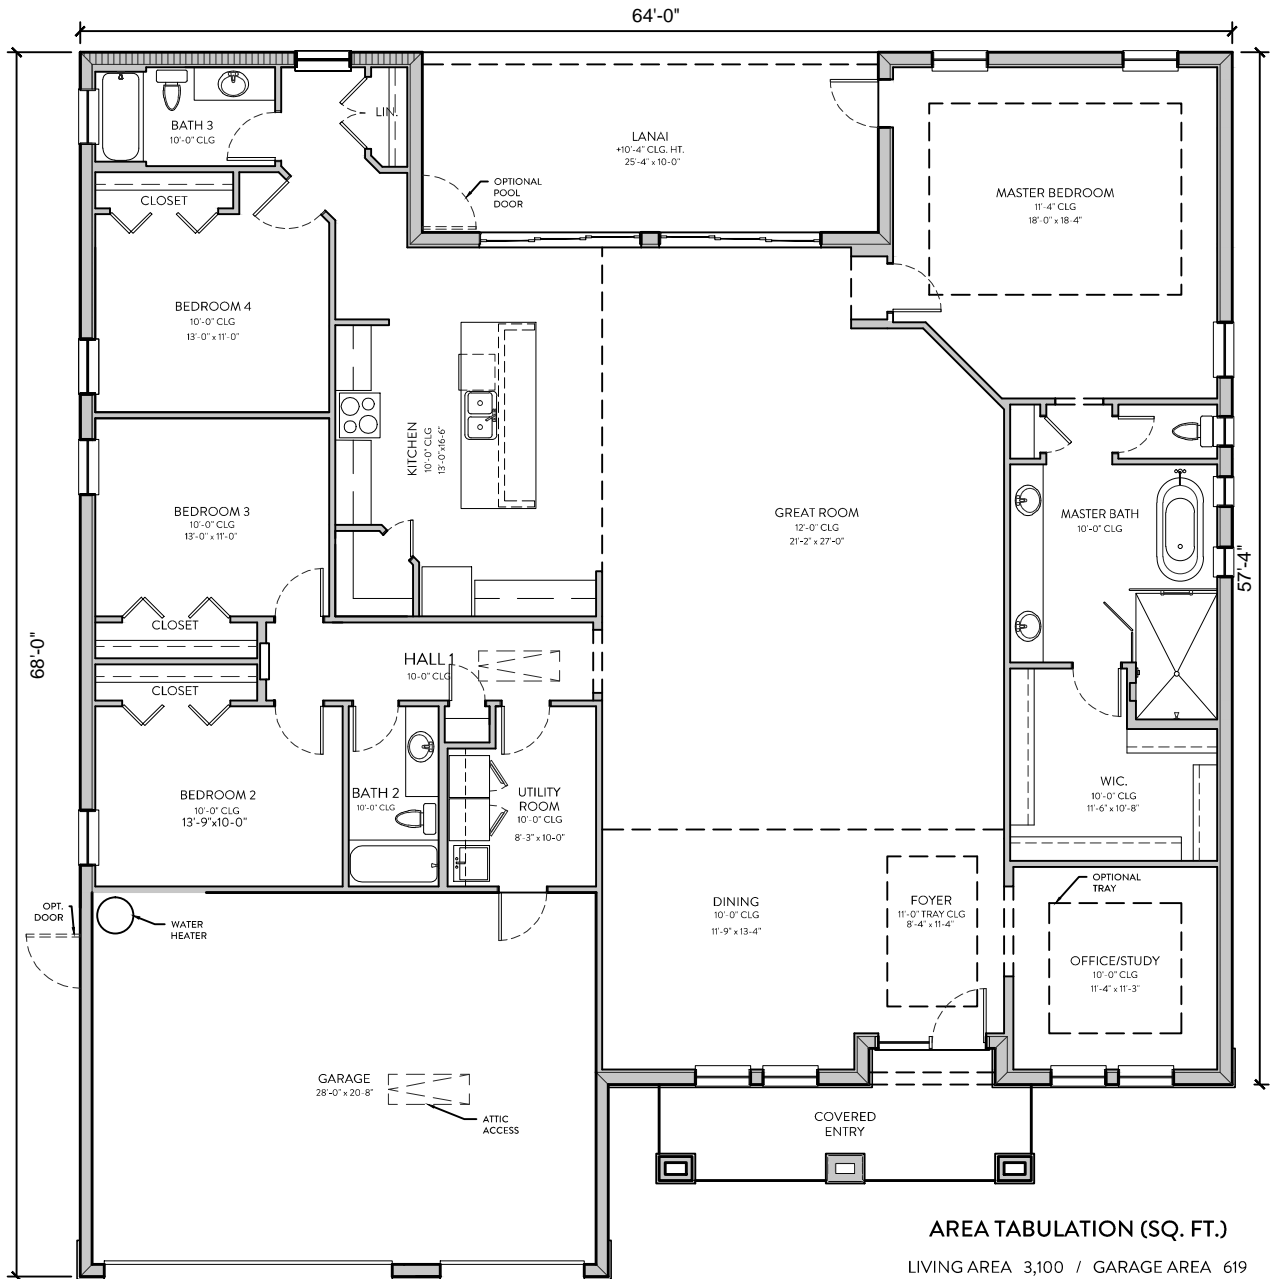 64'-0"
BATH 3
10'-0" CLG
LIN.
LANAI
+10'-4" CLG. HT.
25'-4" x 10'-0"
OPTIONAL
POOL
DOOR
MASTER BEDROOM
11'-4" CLG
18'-0" x 18'-4"
CLOSET
BEDROOM 4
10'-0" CLG
13'-0" x 11'-0"
KITCHEN
10'-0" CLG
13'-0"x16-6"
BEDROOM 3
10'-0" CLG
13'-0" x 11'-0"
GREAT ROOM
12'-0" CLG
21'-2" x 27'-0"
MASTER BATH
10'-0" CLG
57'-4"
68'-0"
CLOSET
HALL 1
10'-0" CLG
CLOSET
BEDROOM 2
10'-0" CLG
13'-9"x10-0"
BATH 2
10'-0" CLG
UTILITY
ROOM
10'-0" CLG
8'-3" x 10-0"
WIC.
10'-0" CLG
11'-6" x 10'-8"
OPTIONAL
TRAY
OPT.
DOOR
WATER
HEATER
DINING
10'-0" CLG
11'-9" x 13-4"
FOYER
11'-0" TRAY CLG
8'-4" x 11-4"
OFFICE/STUDY
10'-0" CLG
11'-4" x 11'-3"
GARAGE
28'-0" x 20-8"
ATTIC
ACCESS
COVERED
ENTRY
AREA TABULATION (SQ. FT.)
LIVING AREA 3,100 / GARAGE AREA 619